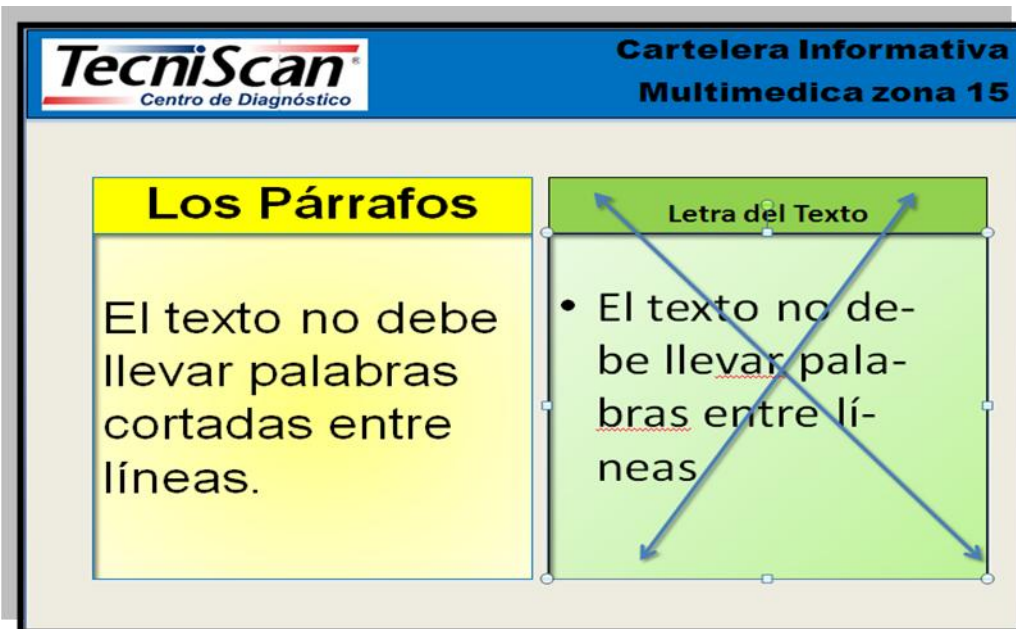 TecniScan®
Centro de Diagnóstico
Cartelera Informativa
Multimedica zona 15
Los Párrafos
El texto no debe
llevar palabras
cortadas entre
líneas.
Letra del Texto
• El texto no de-
be llevar pala-
bras entre lí-
neas